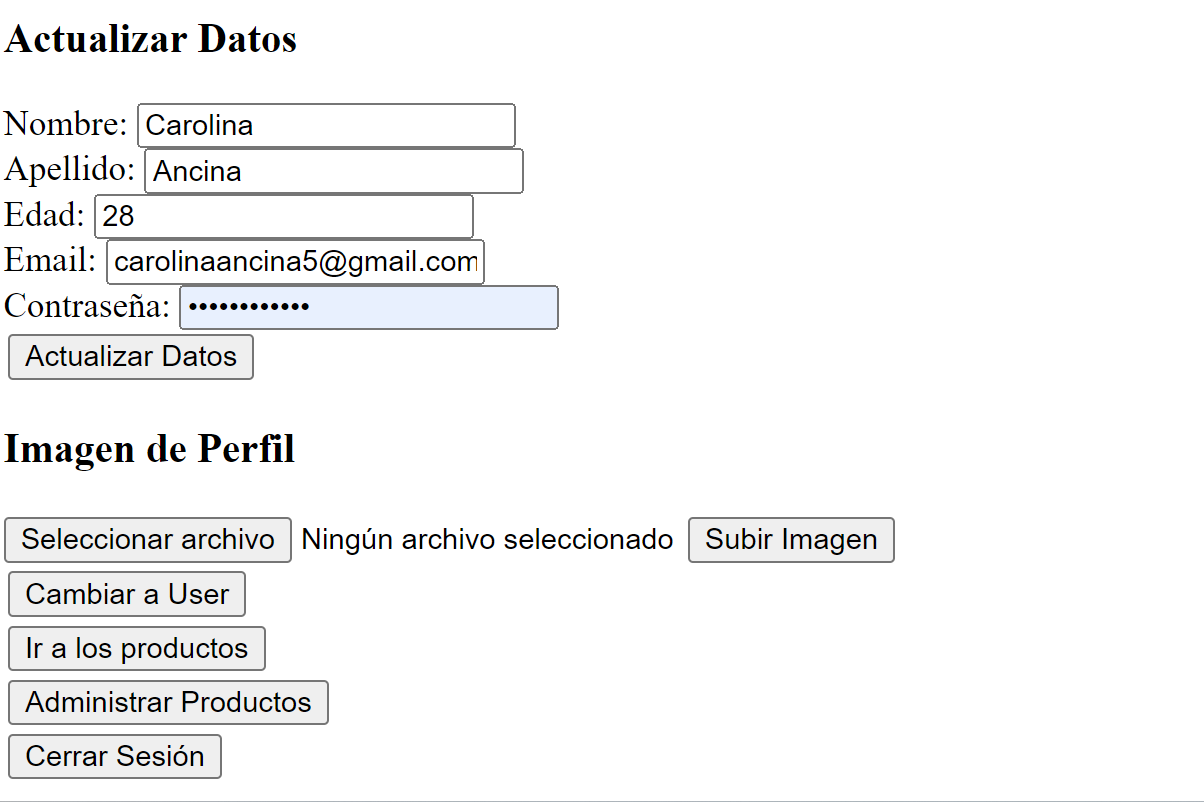 Actualizar Datos
Nombre: Carolina
Apellido: Ancina
Edad: 28
Email: carolinaancina5@gmail.com
Contraseña: ••••••••••••
Actualizar Datos
Imagen de Perfil
Seleccionar archivo Ningún archivo seleccionado Subir Imagen
Cambiar a User
Ir a los productos
Administrar Productos
Cerrar Sesión